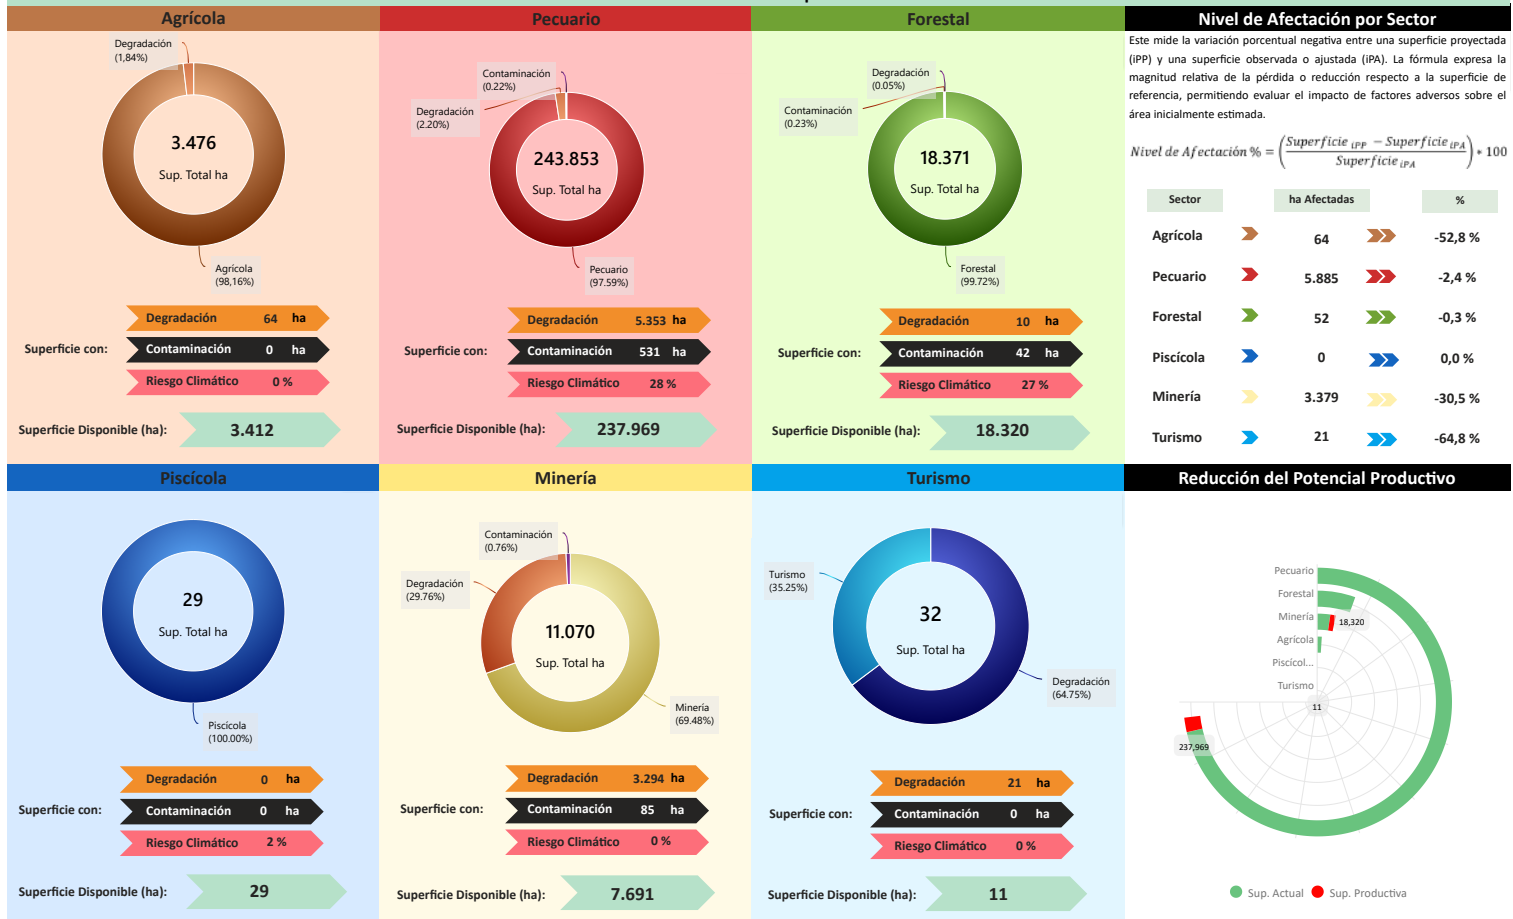 Agrícola
Degradación
(1,84%)
3.476
Sup. Total ha
Agrícola
(98,16%)
Superficie con:
Degradación 64 ha
Contaminación 0 ha
Riesgo Climático 0 %
Superficie Disponible (ha): 3.412
Pecuario
Contaminación
(0.22%)
Degradación
(2.20%)
243.853
Sup. Total ha
Pecuario
(97.59%)
Superficie con:
Degradación 5.353 ha
Contaminación 531 ha
Riesgo Climático 28 %
Superficie Disponible (ha): 237.969
Forestal
Degradación
(0.05%)
Contaminación
(0.23%)
18.371
Sup. Total ha
Forestal
(99.72%)
Superficie con:
Degradación 10 ha
Contaminación 42 ha
Riesgo Climático 27 %
Superficie Disponible (ha): 18.320
Nivel de Afectación por Sector
Este mide la variación porcentual negativa entre una superficie proyectada
(iPP) y una superficie observada o ajustada (iPA). La fórmula expresa la
magnitud relativa de la pérdida o reducción respecto a la superficie de
referencia, permitiendo evaluar el impacto de factores adversos sobre el
área inicialmente estimada.
Nivel de Afectación % = (Superficie iPP − Superficie iPA / Superficie iPA) * 100
Sector ha Afectadas %
Agrícola 64 -52,8 %
Pecuario 5.885 -2,4 %
Forestal 52 -0,3 %
Piscícola 0 0,0 %
Minería 3.379 -30,5 %
Turismo 21 -64,8 %
Piscícola
29
Sup. Total ha
Piscícola
(100.00%)
Superficie con:
Degradación 0 ha
Contaminación 0 ha
Riesgo Climático 2 %
Superficie Disponible (ha): 29
Minería
Contaminación
(0.76%)
Degradación
(29.76%)
11.070
Sup. Total ha
Minería
(69.48%)
Superficie con:
Degradación 3.294 ha
Contaminación 85 ha
Riesgo Climático 0 %
Superficie Disponible (ha): 7.691
Turismo
Turismo
(35.25%)
32
Sup. Total ha
Degradación
(64.75%)
Superficie con:
Degradación 21 ha
Contaminación 0 ha
Riesgo Climático 0 %
Superficie Disponible (ha): 11
Reducción del Potencial Productivo
Pecuario
Forestal
Minería
18,320
Agrícola
Piscícol...
Turismo
11
237,969
Sup. Actual Sup. Productiva